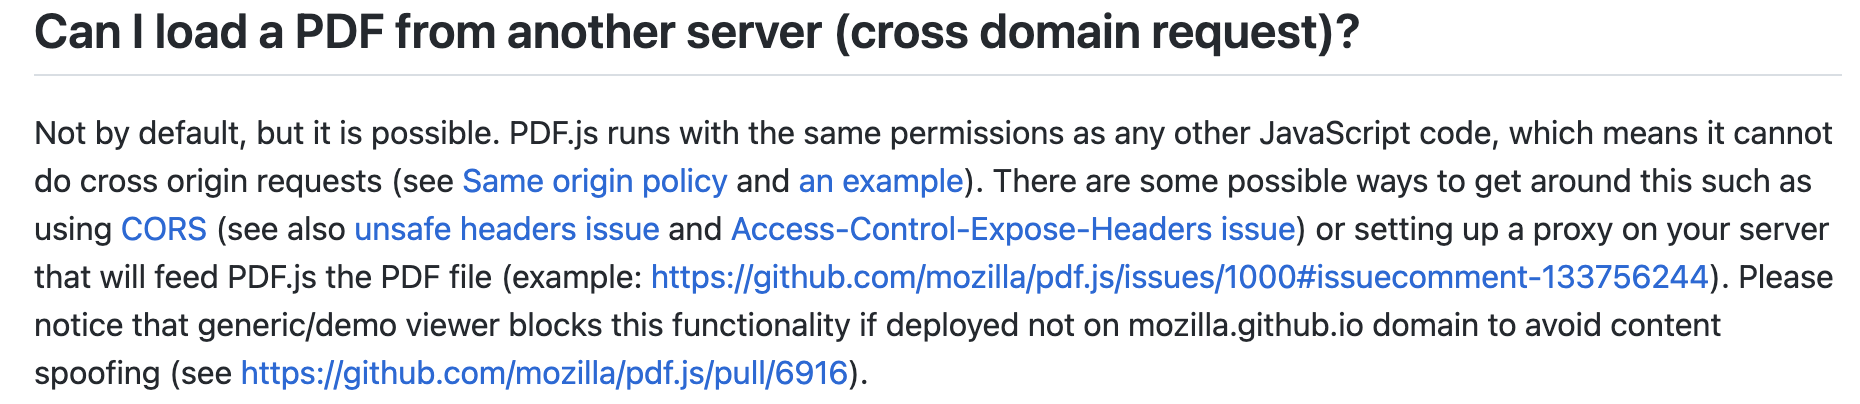 Can I load a PDF from another server (cross domain request)?
Not by default, but it is possible. PDF.js runs with the same permissions as any other JavaScript code, which means it cannot
do cross origin requests (see Same origin policy and an example). There are some possible ways to get around this such as
using CORS (see also unsafe headers issue and Access-Control-Expose-Headers issue) or setting up a proxy on your server
that will feed PDF.js the PDF file (example: https://github.com/mozilla/pdf.js/issues/1000#issuecomment-133756244). Please
notice that generic/demo viewer blocks this functionality if deployed not on mozilla.github.io domain to avoid content
spoofing (see https://github.com/mozilla/pdf.js/pull/6916).